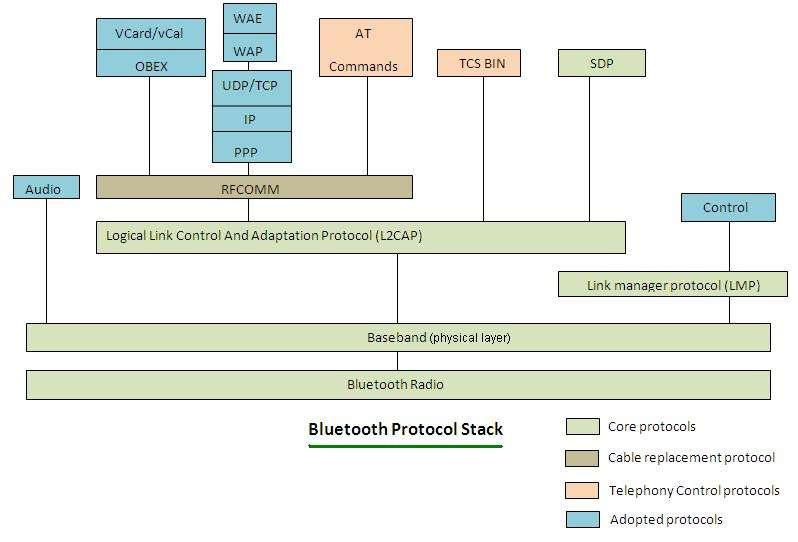 VCard/vCal
OBEX
WAE
WAP
UDP/TCP
IP
PPP
AT
Commands
TCS BIN
SDP
Audio
RFCOMM
Control
Logical Link Control And Adaptation Protocol (L2CAP)
Link manager protocol (LMP)
Baseband (physical layer)
Bluetooth Radio
Bluetooth Protocol Stack
Core protocols
Cable replacement protocol
Telephony Control protocols
Adopted protocols